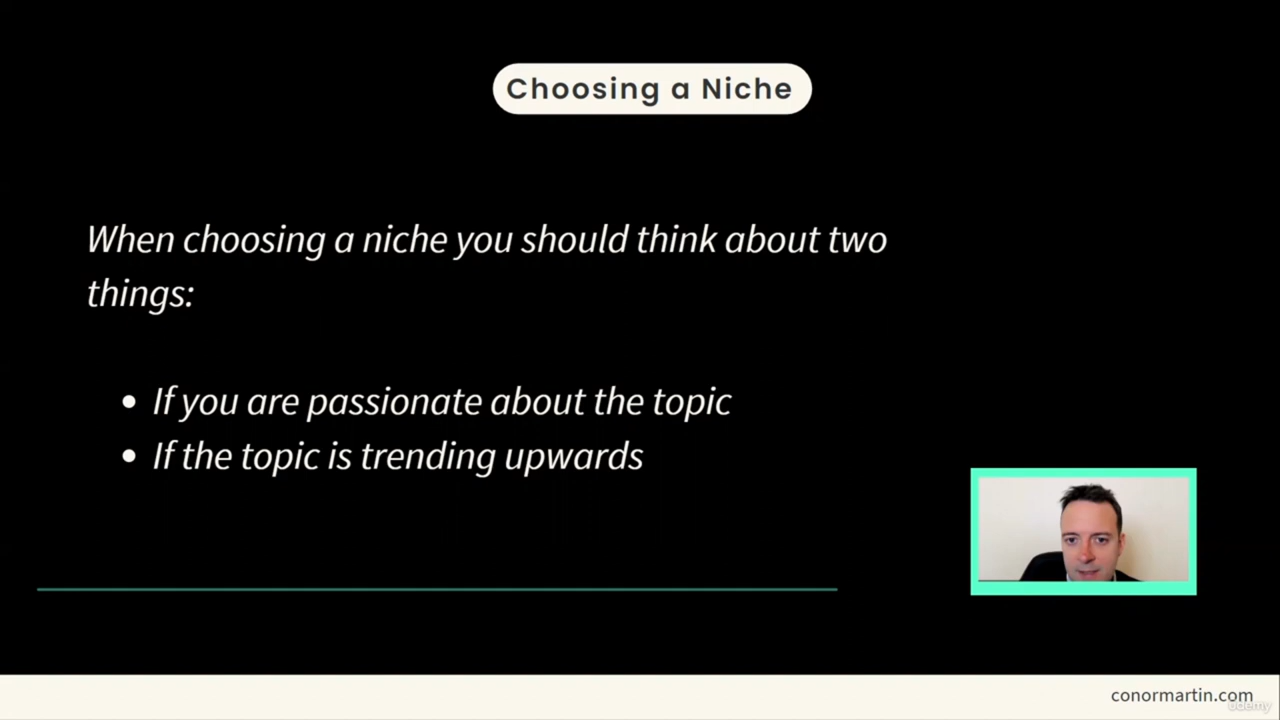 Choosing a Niche
When choosing a niche you should think about two
things:
• If you are passionate about the topic
• If the topic is trending upwards
conormartin.com
udemy